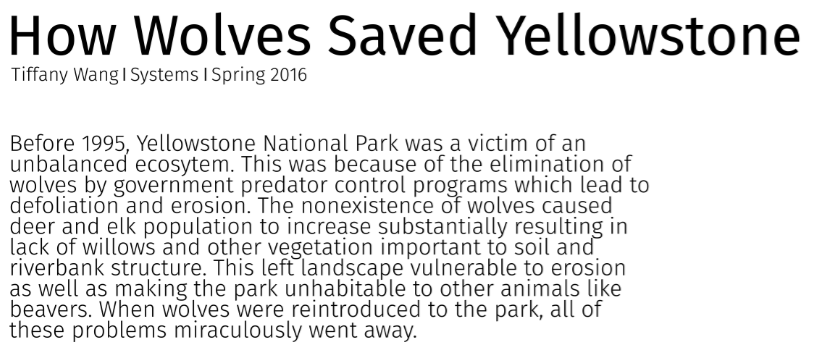 How Wolves Saved Yellowstone
Tiffany Wang | Systems | Spring 2016
Before 1995, Yellowstone National Park was a victim of an
unbalanced ecosytem. This was because of the elimination of
wolves by government predator control programs which lead to
defoliation and erosion. The nonexistence of wolves caused
deer and elk population to increase substantially resulting in
lack of willows and other vegetation important to soil and
riverbank structure. This left landscape vulnerable to erosion
as well as making the park unhabitable to other animals like
beavers. When wolves were reintroduced to the park, all of
these problems miraculously went away.